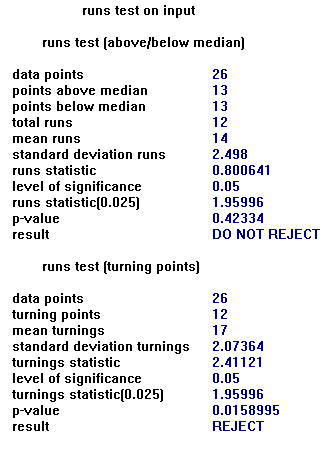 runs test on input
runs test (above/below median)
data points 26
points above median 13
points below median 13
total runs 12
mean runs 14
standard deviation runs 2.498
runs statistic 0.800641
level of significance 0.05
runs statistic(0.025) 1.95996
p-value 0.42334
result DO NOT REJECT
runs test (turning points)
data points 26
turning points 12
mean turnings 17
standard deviation turnings 2.07364
turnings statistic 2.41121
level of significance 0.05
turnings statistic(0.025) 1.95996
p-value 0.0158995
result REJECT